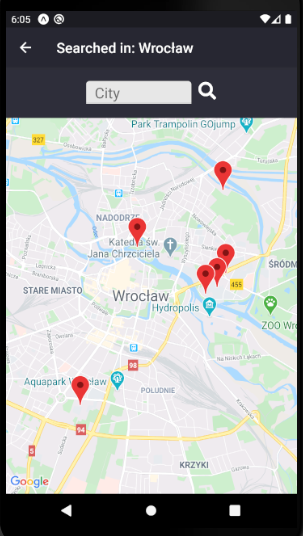 6:05
Searched in: Wrocław
City
Park Trampolin GOjump
327
NADODRZE
Katedra św.
Jana Chrzciciela
ŚRÓDM
STARE MIASTO
455
Wrocław
Hydropolis
ZOO Wro
98
Aquapark Wrocław
POŁUDNIE
94
5
KRZYKI
Google